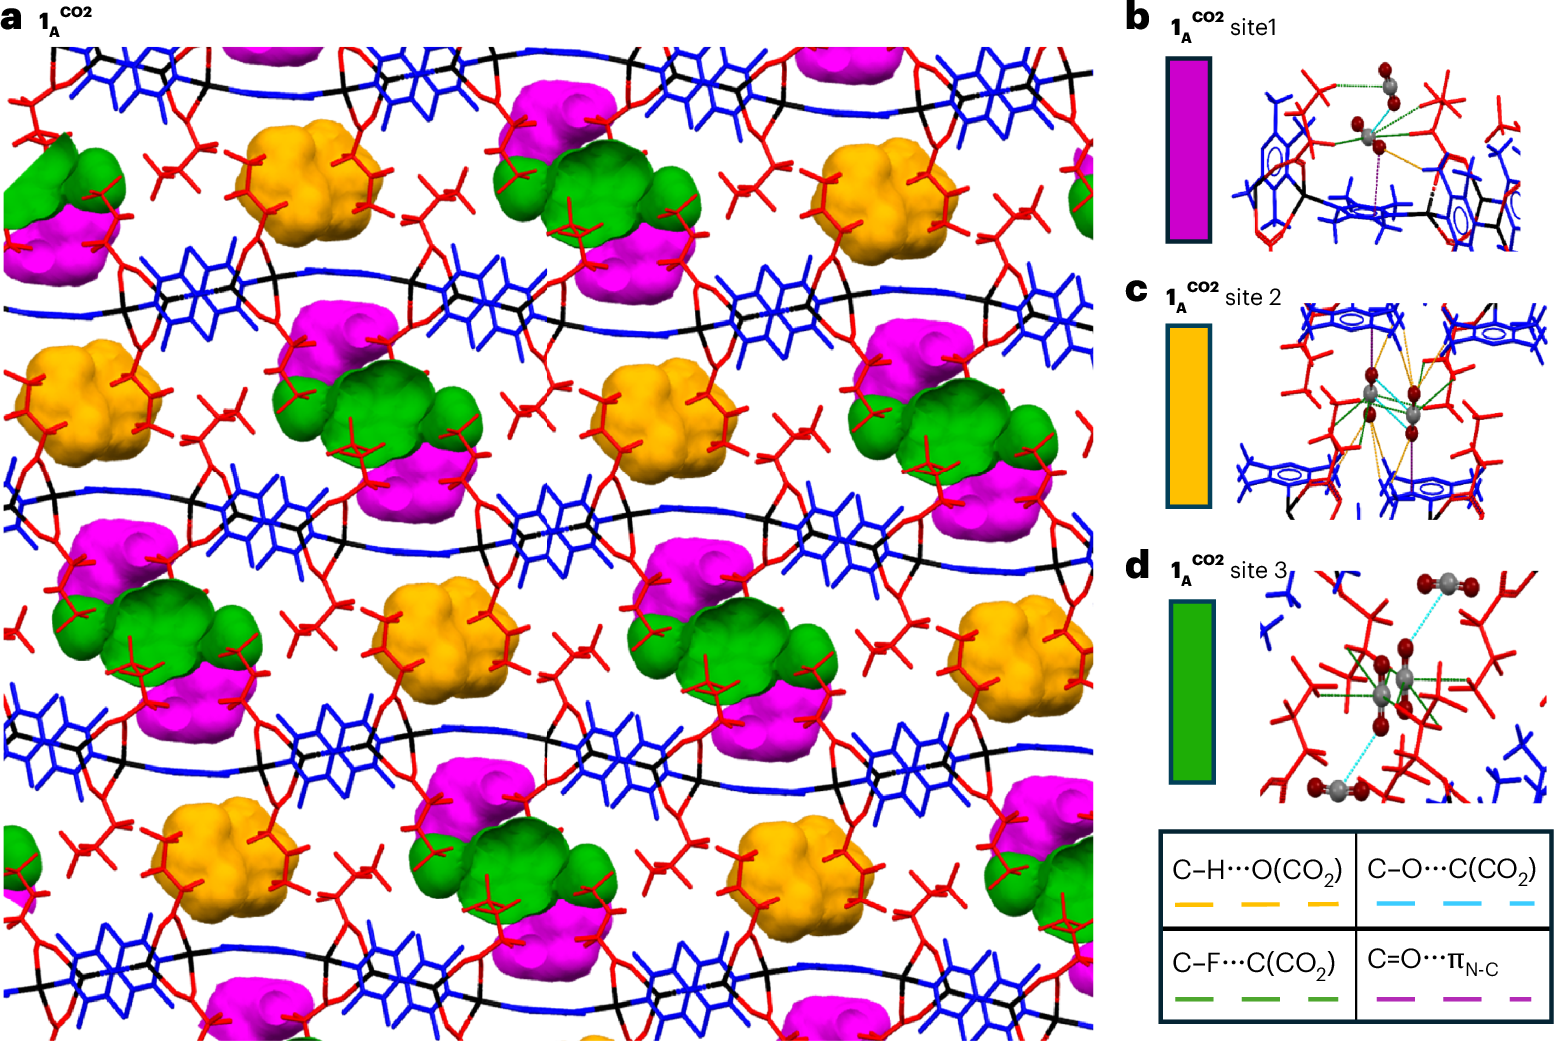 a 1A^CO2
b 1A^CO2 site1
c 1A^CO2 site 2
d 1A^CO2 site 3
C–H···O(CO2) C–O···C(CO2)
C–F···C(CO2) C=O···πN-C